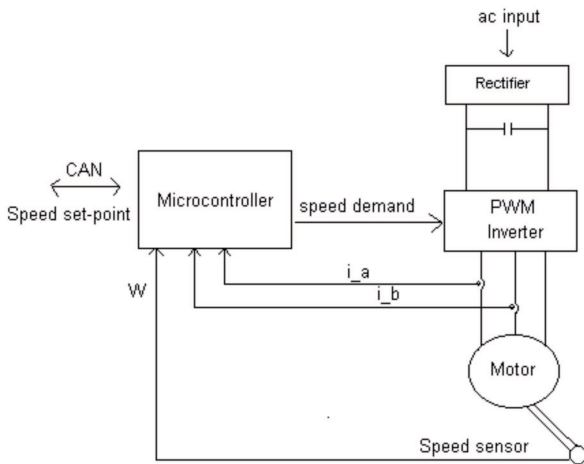 ac input
Rectifier
CAN
Speed set-point
Microcontroller
speed demand
PWM
Inverter
i_a
i_b
W
Motor
Speed sensor